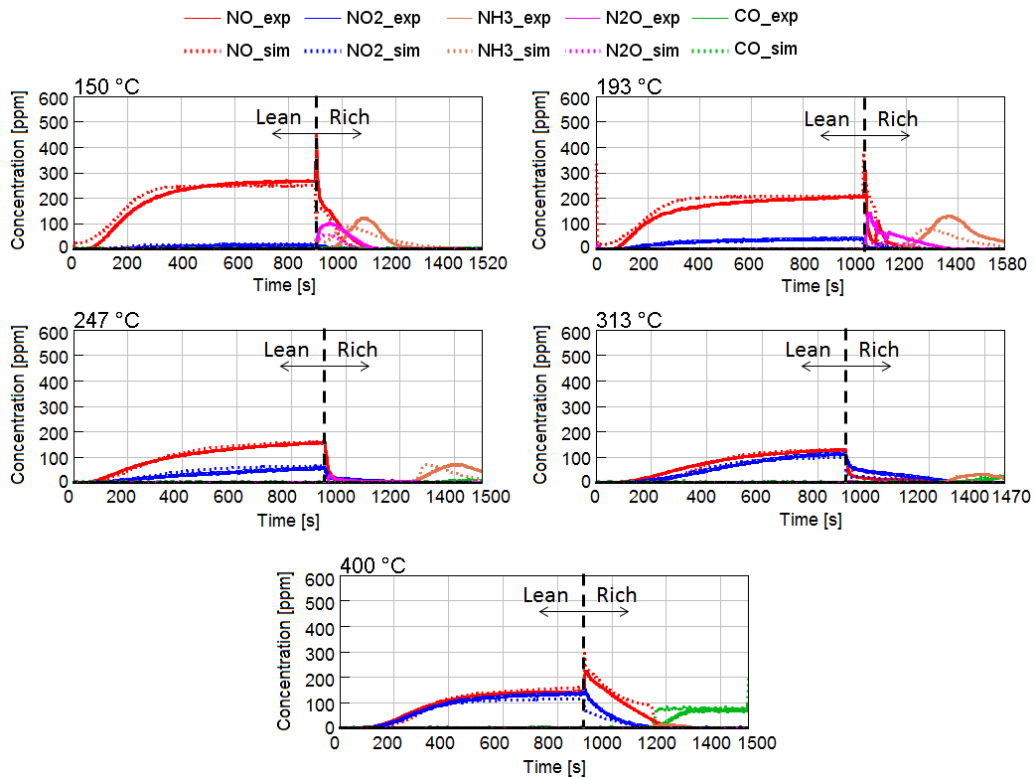 NO_exp NO2_exp NH3_exp N2O_exp CO_exp
NO_sim NO2_sim NH3_sim N2O_sim CO_sim
150 °C
Concentration [ppm]
600
500
400
300
200
100
0
Lean Rich
0 200 400 600 800 1000 1200 1400 1520
Time [s]
193 °C
Concentration [ppm]
600
500
400
300
200
100
0
Lean Rich
0 200 400 600 800 1000 1200 1400 1580
Time [s]
247 °C
Concentration [ppm]
600
500
400
300
200
100
0
Lean Rich
0 200 400 600 800 1000 1200 1500
Time [s]
313 °C
Concentration [ppm]
600
500
400
300
200
100
0
Lean Rich
0 200 400 600 800 1000 1200 1400 1470
Time [s]
400 °C
Concentration [ppm]
600
500
400
300
200
100
0
Lean Rich
0 200 400 600 800 1000 1200 1500
Time [s]